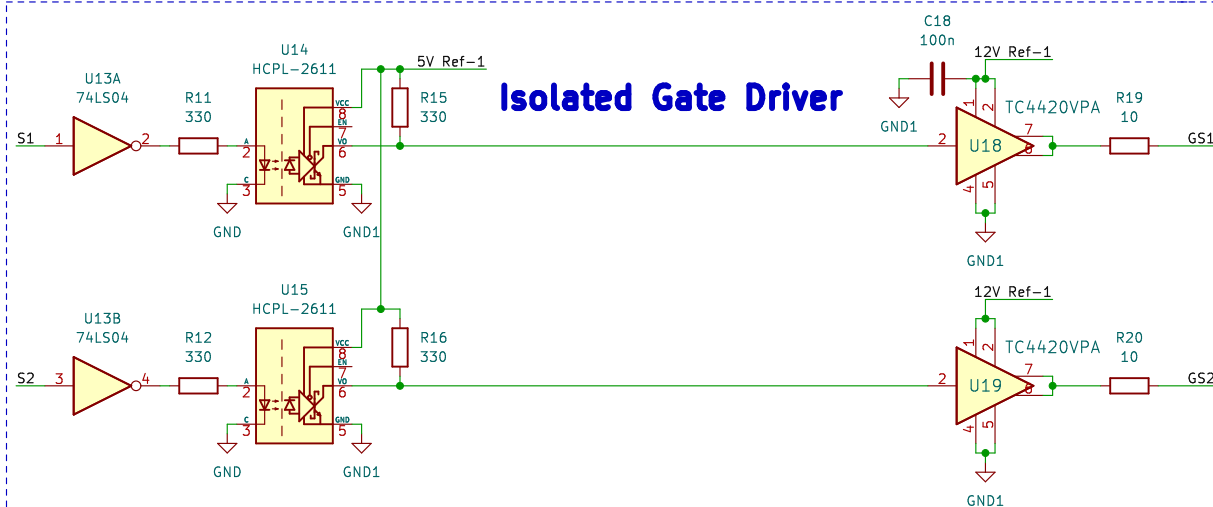 C18
100n
12V Ref-1
U14
HCPL-2611
5V Ref-1
U13A
74LS04
R11
330
R15
330
Isolated Gate Driver
GND1
TC4420VPA
R19
10
VCC
8
EN
7
1
2
S1
1
2
A
2
VO
6
2
U18
7
6
GS1
C
3
GND
5
4
5
GND
GND1
GND1
U15
HCPL-2611
12V Ref-1
U13B
74LS04
R12
330
R16
330
TC4420VPA
R20
10
VCC
8
EN
7
1
2
S2
3
4
A
2
VO
6
2
U19
7
6
GS2
C
3
GND
5
4
5
GND
GND1
GND1